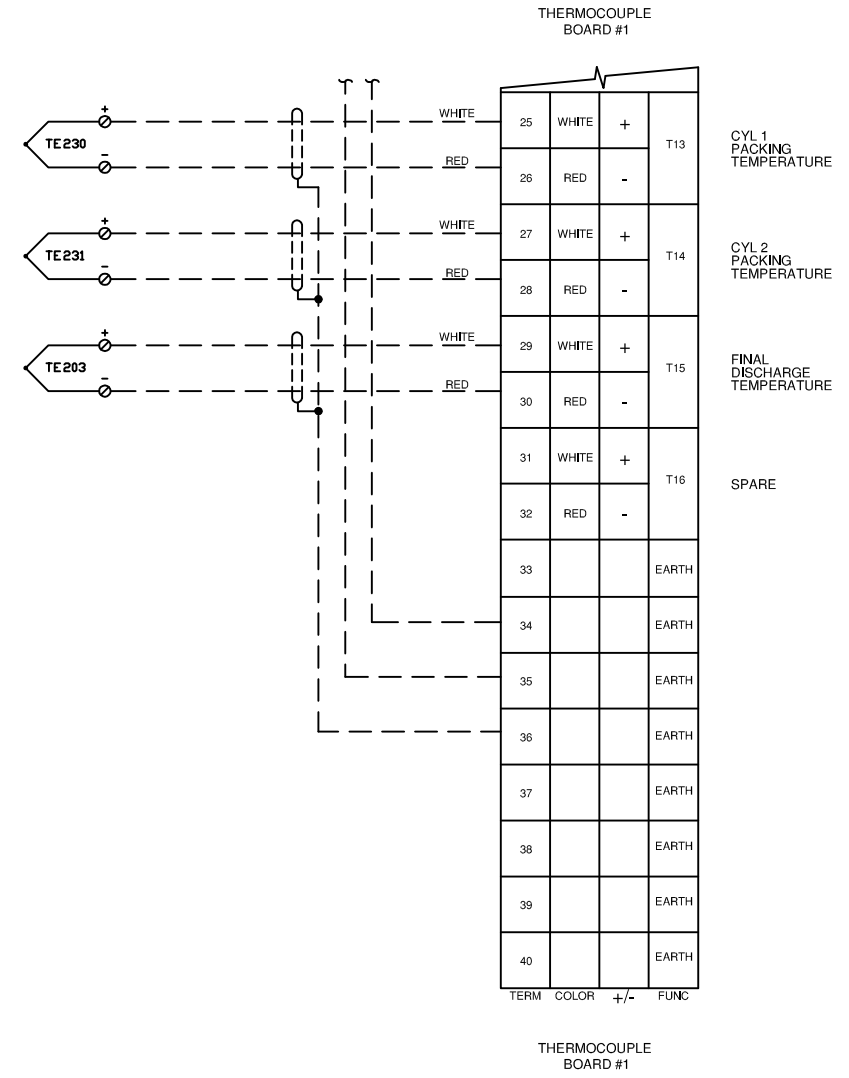 THERMOCOUPLE
BOARD #1
+
TE230
-
WHITE
RED
25 WHITE +
T13
26 RED -
CYL 1
PACKING
TEMPERATURE
+
TE231
-
WHITE
RED
27 WHITE +
T14
28 RED -
CYL 2
PACKING
TEMPERATURE
+
TE203
-
WHITE
RED
29 WHITE +
T15
30 RED -
FINAL
DISCHARGE
TEMPERATURE
31 WHITE +
T16
32 RED -
SPARE
33 EARTH
34 EARTH
35 EARTH
36 EARTH
37 EARTH
38 EARTH
39 EARTH
40 EARTH
TERM COLOR +/- FUNC
THERMOCOUPLE
BOARD #1